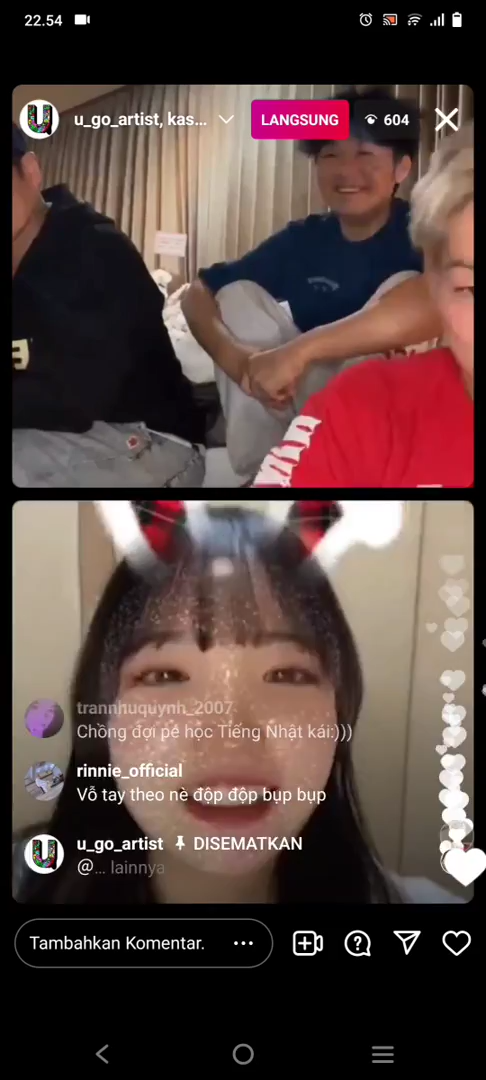 22.54
u_go_artist, kas...
LANGSUNG
604
trannhuquynh_2007
Chồng đợi pé học Tiếng Nhật kái:)))
rinnie_official
Vỗ tay theo nè độp độp bụp bụp
u_go_artist DISEMATKAN
@... lainnya
Tambahkan Komentar.